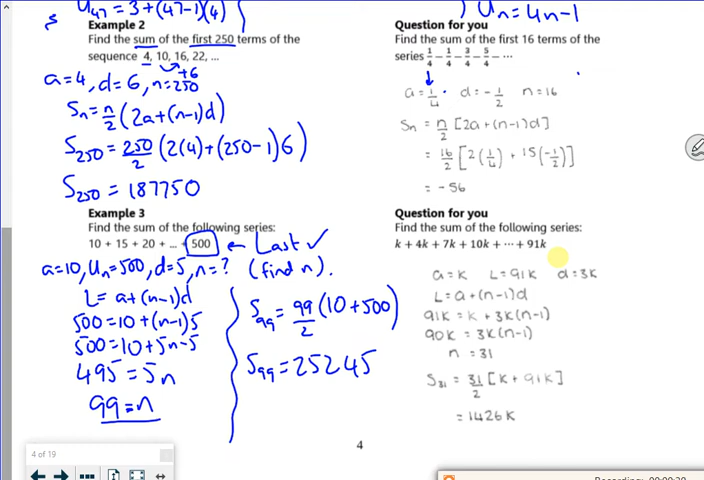 U47 = 3 + (47-1)(4)
Example 2
Find the sum of the first 250 terms of the
sequence 4, 10, 16, 22, ...
+6
a=4, d=6, n=250
Sn = n/2 (2a+(n-1)d)
S250 = 250/2 (2(4)+(250-1)6)
S250 = 187750
Example 3
Find the sum of the following series:
10 + 15 + 20 + ... + 500 ← Last ✓
a=10, Un=500, d=5, n=? (find n).
L = a+(n-1)d
500=10+(n-1)5
500=10+5n-5
495=5n
99=n
S99 = 99/2 (10+500)
S99 = 25245
) Un = 4n-1
Question for you
Find the sum of the first 16 terms of the
series 1/4 - 1/4 - 3/4 - 5/4 - ...
a = 1/4 d = -1/2 n = 16
Sn = n/2 [2a+(n-1)d]
= 16/2 [2(1/4) + 15(-1/2)]
= -56
Question for you
Find the sum of the following series:
k + 4k + 7k + 10k + ... + 91k
a = k L = 91k d = 3k
L = a+(n-1)d
91k = k + 3k(n-1)
90k = 3k(n-1)
n = 31
S31 = 31/2 [k + 91k]
= 1426k
4
4 of 19